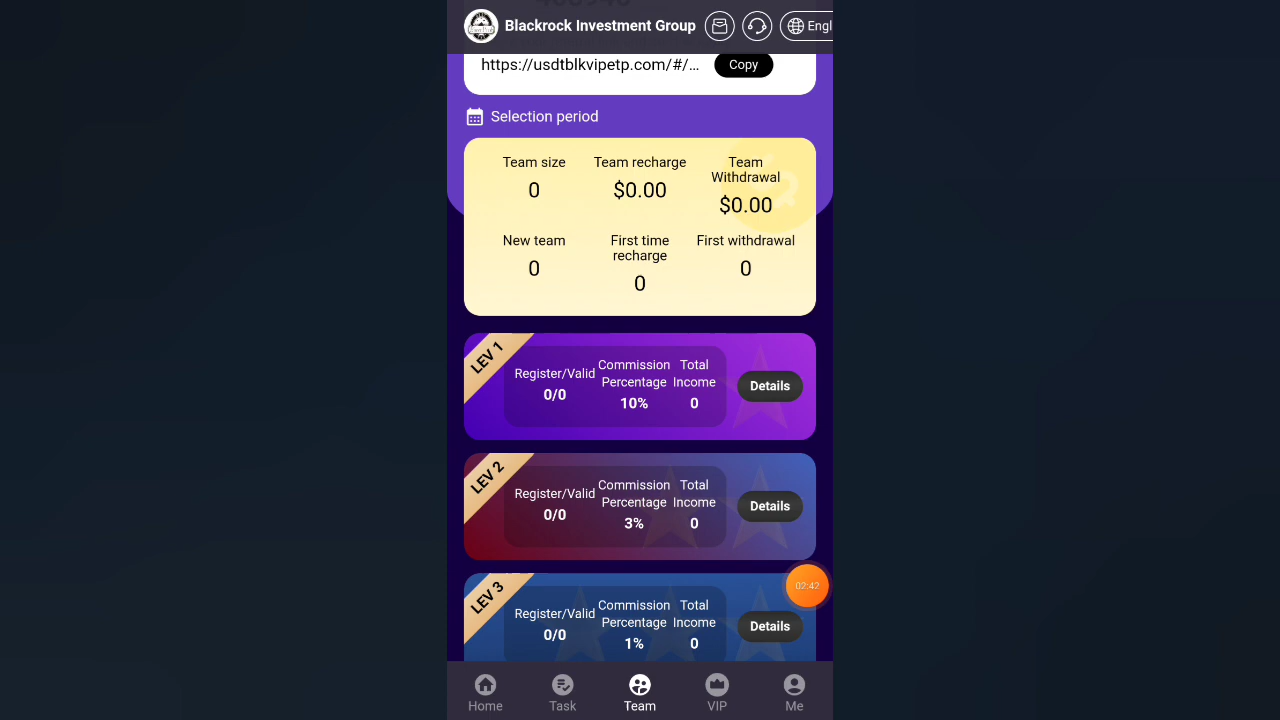 Blackrock Investment Group
Engl
https://usdtblkvipetp.com/#/...
Copy
Selection period
Team size
Team recharge
Team
Withdrawal
0
$0.00
$0.00
New team
First time
recharge
First withdrawal
0
0
0
LEV 1
Register/Valid
Commission
Percentage
Total
Income
0/0
10%
0
Details
LEV 2
Register/Valid
Commission
Percentage
Total
Income
0/0
3%
0
Details
LEV 3
Register/Valid
Commission
Percentage
Total
Income
0/0
1%
0
Details
02:42
Home
Task
Team
VIP
Me